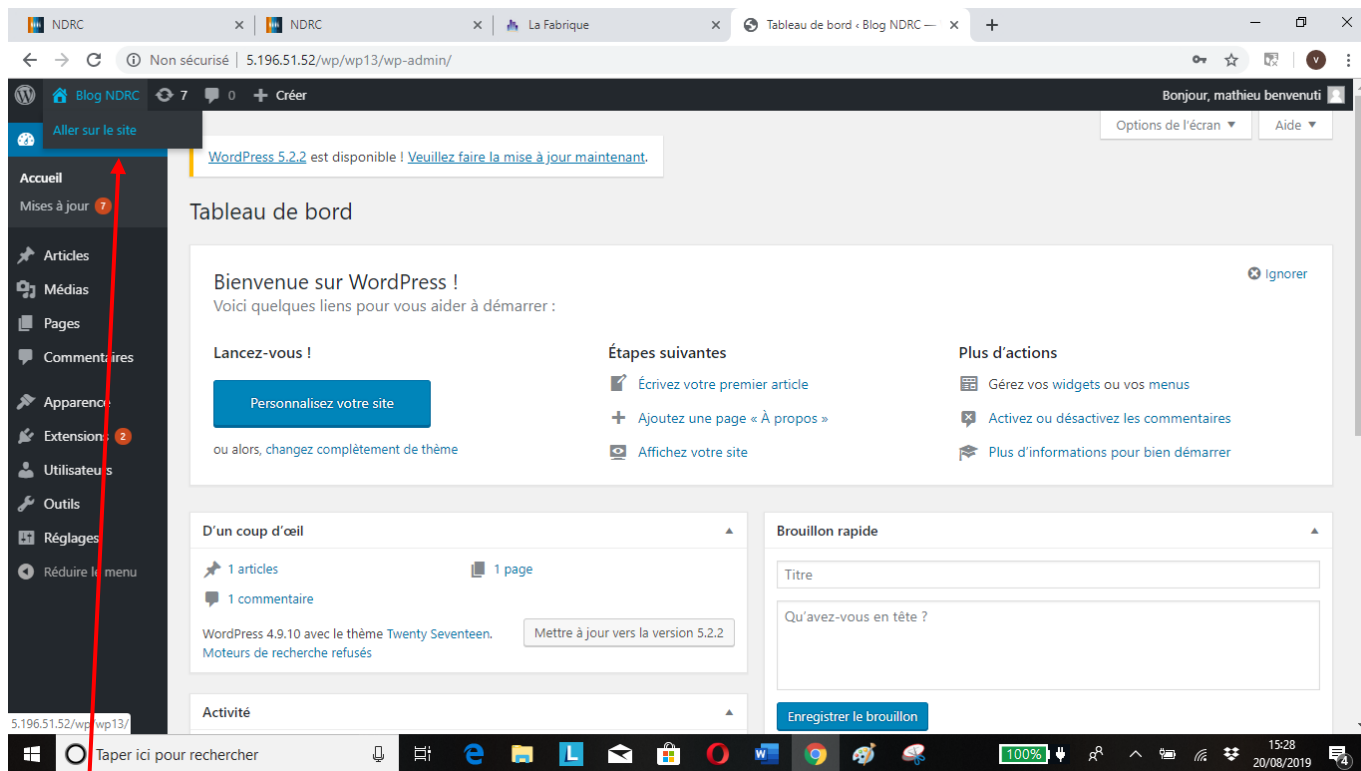 NDRC
NDRC
La Fabrique
Tableau de bord ‹ Blog NDRC —
Non sécurisé | 5.196.51.52/wp/wp13/wp-admin/
V
Blog NDRC 7 0 + Créer
Bonjour, mathieu benvenuti
Aller sur le site
Options de l'écran ▼
Aide ▼
WordPress 5.2.2 est disponible ! Veuillez faire la mise à jour maintenant.
Accueil
Mises à jour 7
Tableau de bord
Articles
Médias
Pages
Commentaires
Apparence
Extensions 2
Utilisateurs
Outils
Réglages
Réduire le menu
Bienvenue sur WordPress !
Ignorer
Voici quelques liens pour vous aider à démarrer :
Lancez-vous !
Personnalisez votre site
ou alors, changez complètement de thème
Étapes suivantes
Écrivez votre premier article
Ajoutez une page « À propos »
Affichez votre site
Plus d'actions
Gérez vos widgets ou vos menus
Activez ou désactivez les commentaires
Plus d'informations pour bien démarrer
D'un coup d'œil
1 articles
1 page
1 commentaire
WordPress 4.9.10 avec le thème Twenty Seventeen.
Mettre à jour vers la version 5.2.2
Moteurs de recherche refusés
Activité
Brouillon rapide
Titre
Qu'avez-vous en tête ?
Enregistrer le brouillon
5.196.51.52/wp/wp13/
Taper ici pour rechercher
L
100%
15:28
20/08/2019
4